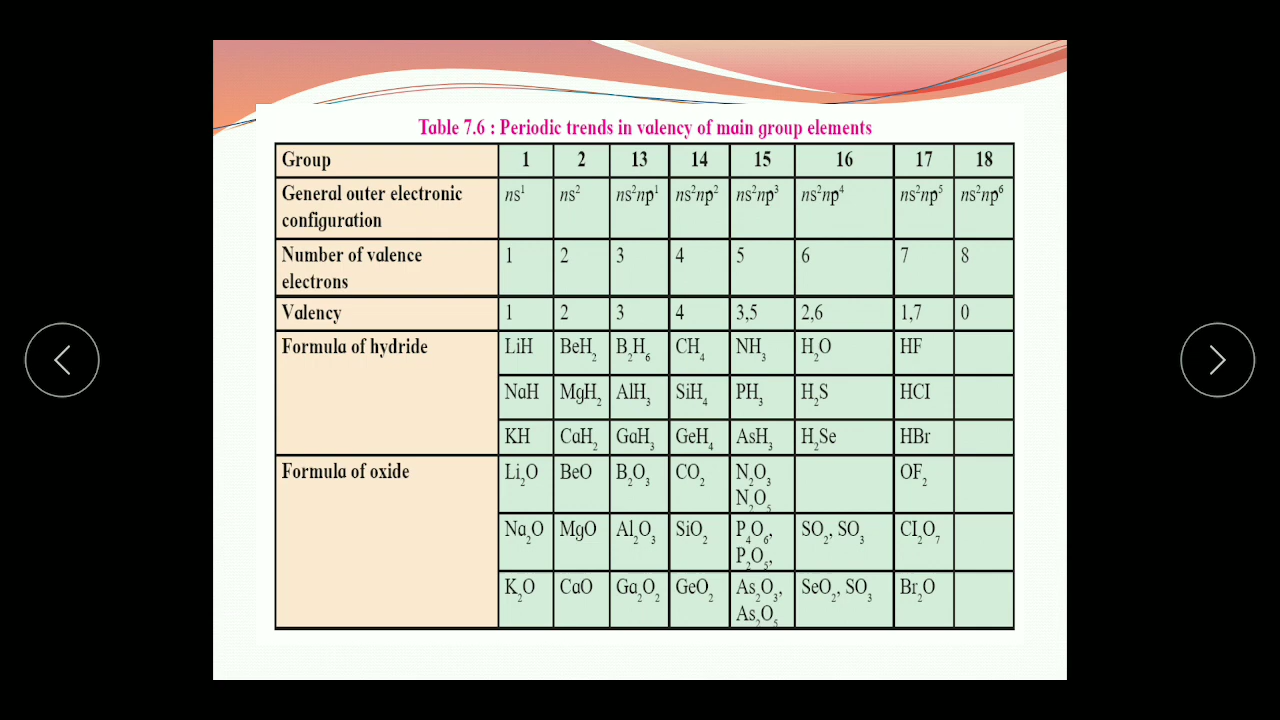 Table 7.6 : Periodic trends in valency of main group elements
Group 1 2 13 14 15 16 17 18
General outer electronic configuration ns¹ ns² ns²np¹ ns²np² ns²np³ ns²np⁴ ns²np⁵ ns²np⁶
Number of valence electrons 1 2 3 4 5 6 7 8
Valency 1 2 3 4 3,5 2,6 1,7 0
Formula of hydride LiH BeH₂ B₂H₆ CH₄ NH₃ H₂O HF
NaH MgH₂ AlH₃ SiH₄ PH₃ H₂S HCI
KH CaH₂ GaH₃ GeH₄ AsH₃ H₂Se HBr
Formula of oxide Li₂O BeO B₂O₃ CO₂ N₂O₃ N₂O₅ OF₂
Na₂O MgO Al₂O₃ SiO₂ P₄O₆, P₂O₅, SO₂, SO₃ CI₂O₇
K₂O CaO Ga₂O₂ GeO₂ As₂O₃, As₂O₅ SeO₂, SO₃ Br₂O